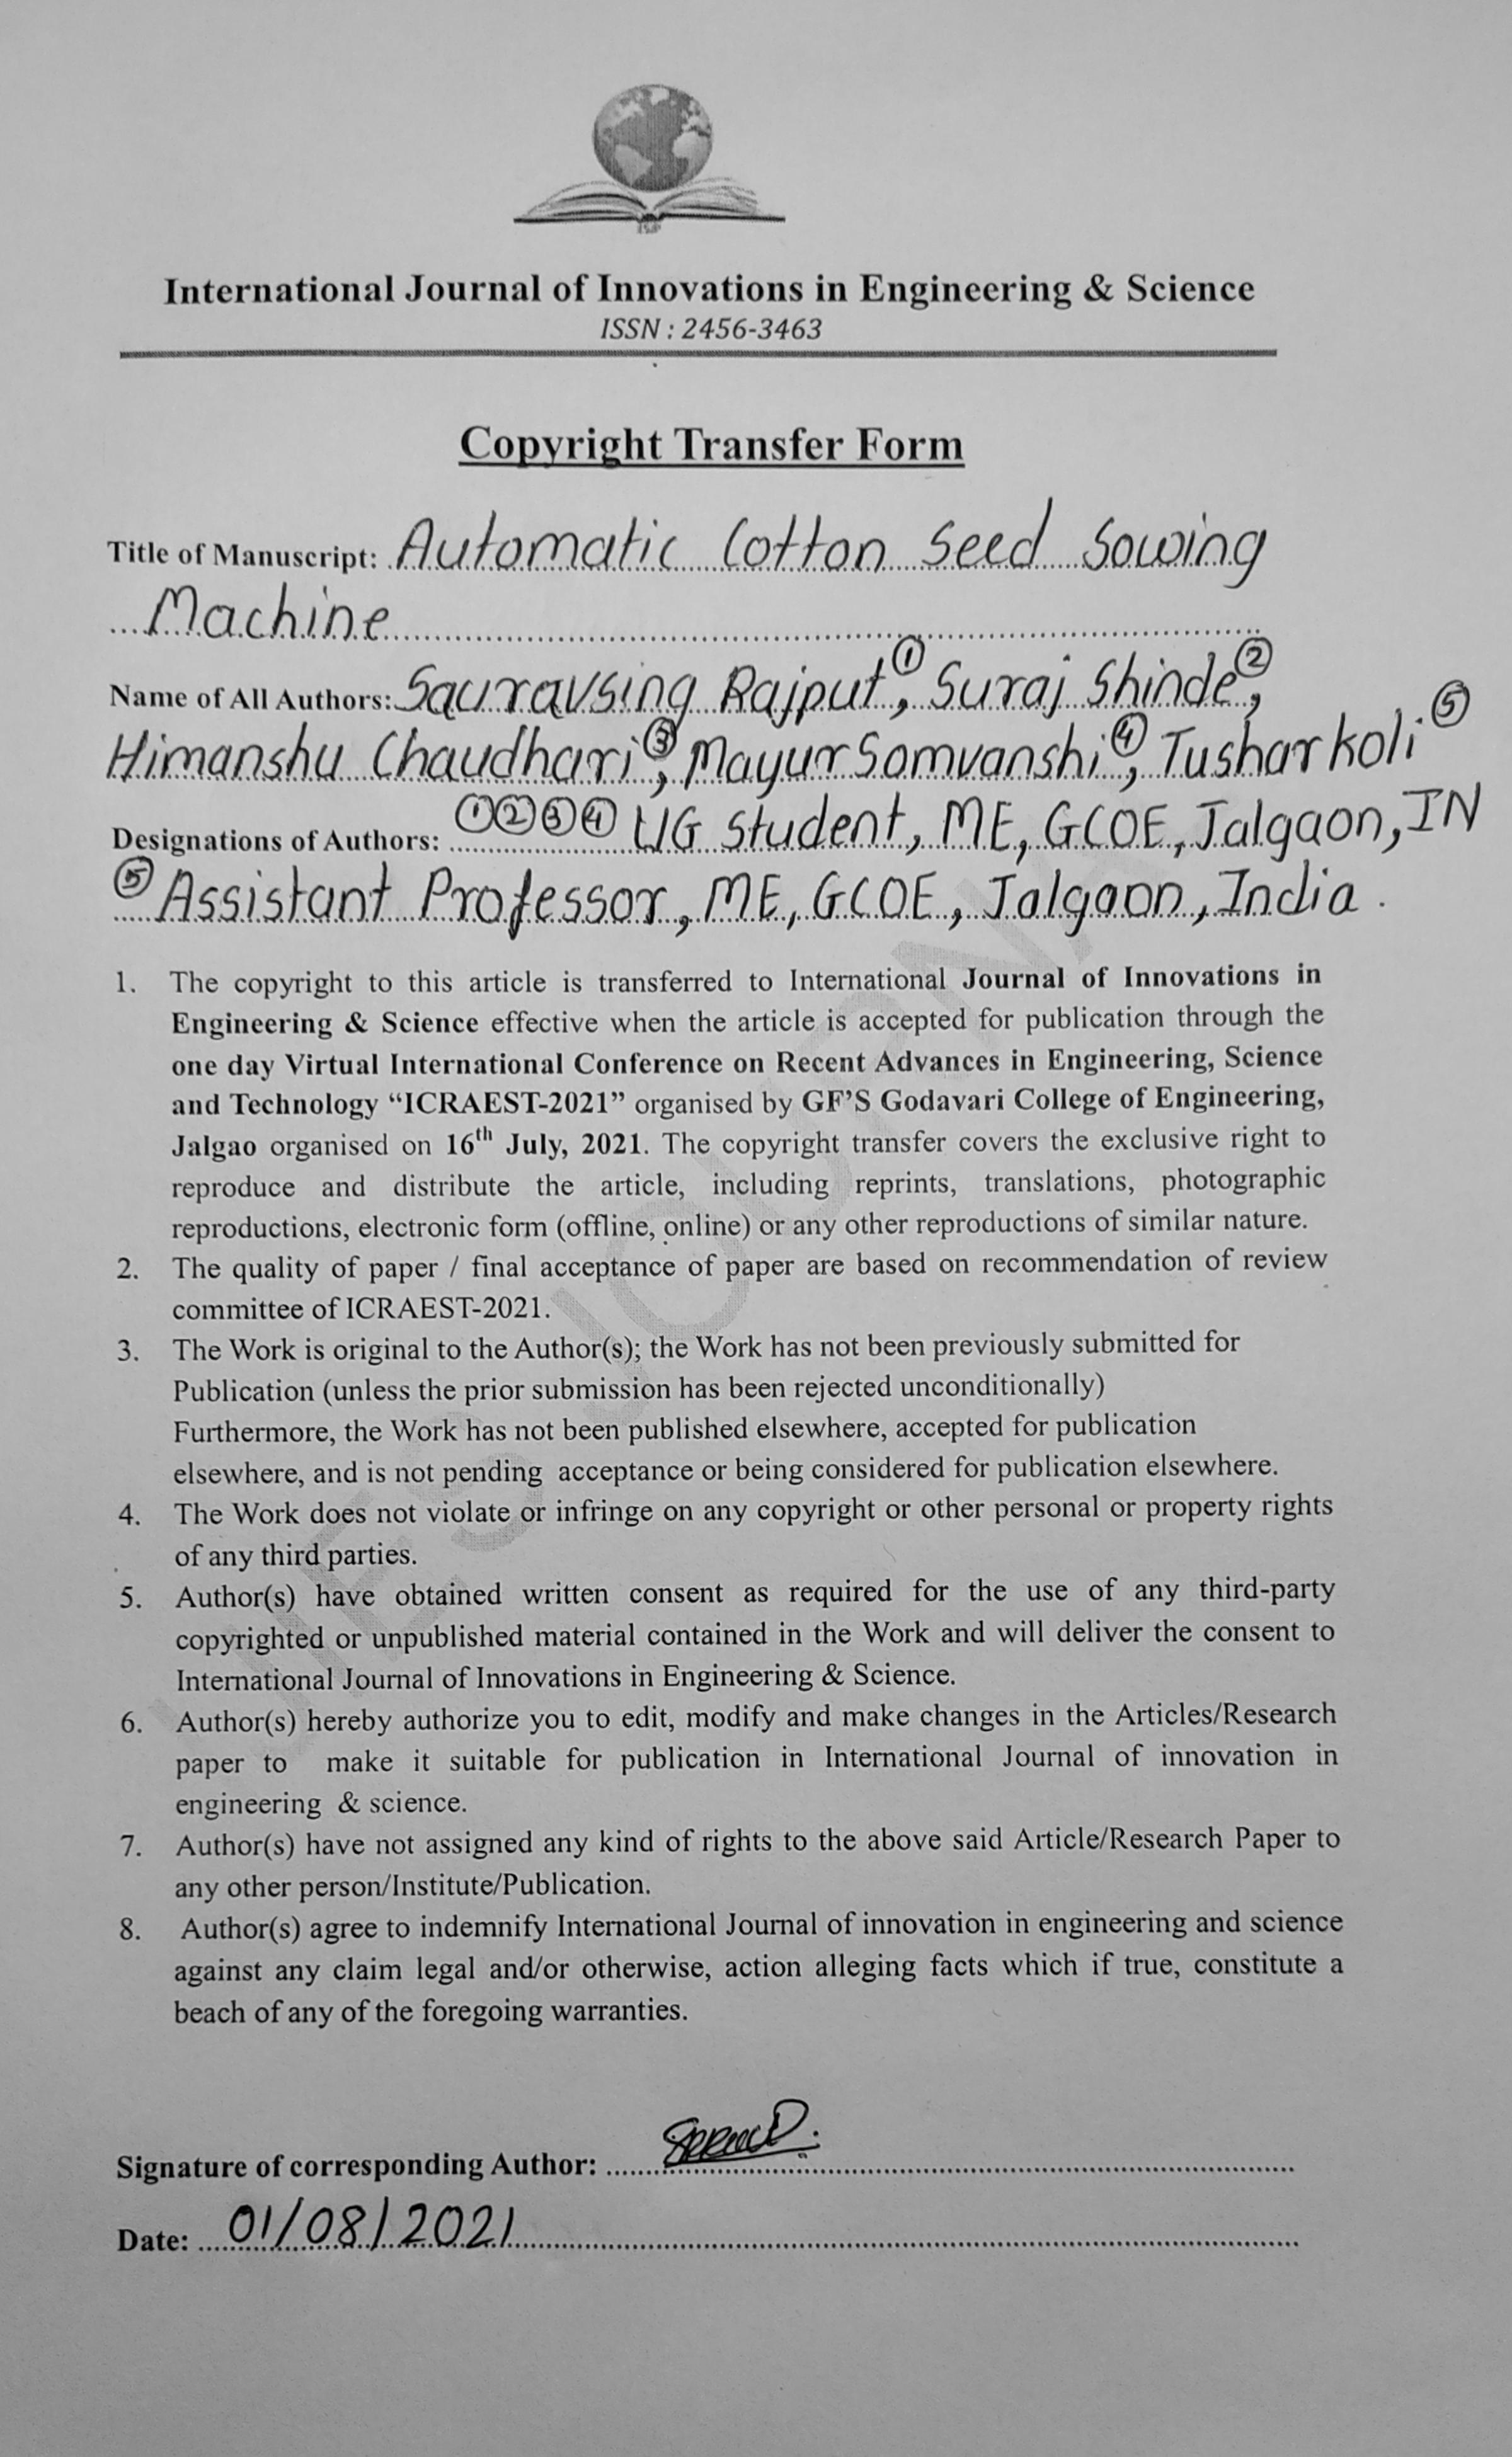 International Journal of Innovations in Engineering & Science
ISSN : 2456-3463
Copyright Transfer Form
Title of Manuscript: Automatic Cotton Seed Sowing
Machine
Name of All Authors: Sauravsing Rajput①, Suraj Shinde②,
Himanshu Chaudhari③, Mayur Somvanshi④, Tushar koli⑤
Designations of Authors: ①②③④ UG Student, ME, GCOE, Jalgaon, IN
⑤ Assistant Professor, ME, GCOE, Jalgaon, India.
1. The copyright to this article is transferred to International Journal of Innovations in
Engineering & Science effective when the article is accepted for publication through the
one day Virtual International Conference on Recent Advances in Engineering, Science
and Technology “ICRAEST-2021” organised by GF’S Godavari College of Engineering,
Jalgao organised on 16th July, 2021. The copyright transfer covers the exclusive right to
reproduce and distribute the article, including reprints, translations, photographic
reproductions, electronic form (offline, online) or any other reproductions of similar nature.
2. The quality of paper / final acceptance of paper are based on recommendation of review
committee of ICRAEST-2021.
3. The Work is original to the Author(s); the Work has not been previously submitted for
Publication (unless the prior submission has been rejected unconditionally)
Furthermore, the Work has not been published elsewhere, accepted for publication
elsewhere, and is not pending acceptance or being considered for publication elsewhere.
4. The Work does not violate or infringe on any copyright or other personal or property rights
of any third parties.
5. Author(s) have obtained written consent as required for the use of any third-party
copyrighted or unpublished material contained in the Work and will deliver the consent to
International Journal of Innovations in Engineering & Science.
6. Author(s) hereby authorize you to edit, modify and make changes in the Articles/Research
paper to make it suitable for publication in International Journal of innovation in
engineering & science.
7. Author(s) have not assigned any kind of rights to the above said Article/Research Paper to
any other person/Institute/Publication.
8. Author(s) agree to indemnify International Journal of innovation in engineering and science
against any claim legal and/or otherwise, action alleging facts which if true, constitute a
beach of any of the foregoing warranties.
Signature of corresponding Author:
Date: 01/08/2021